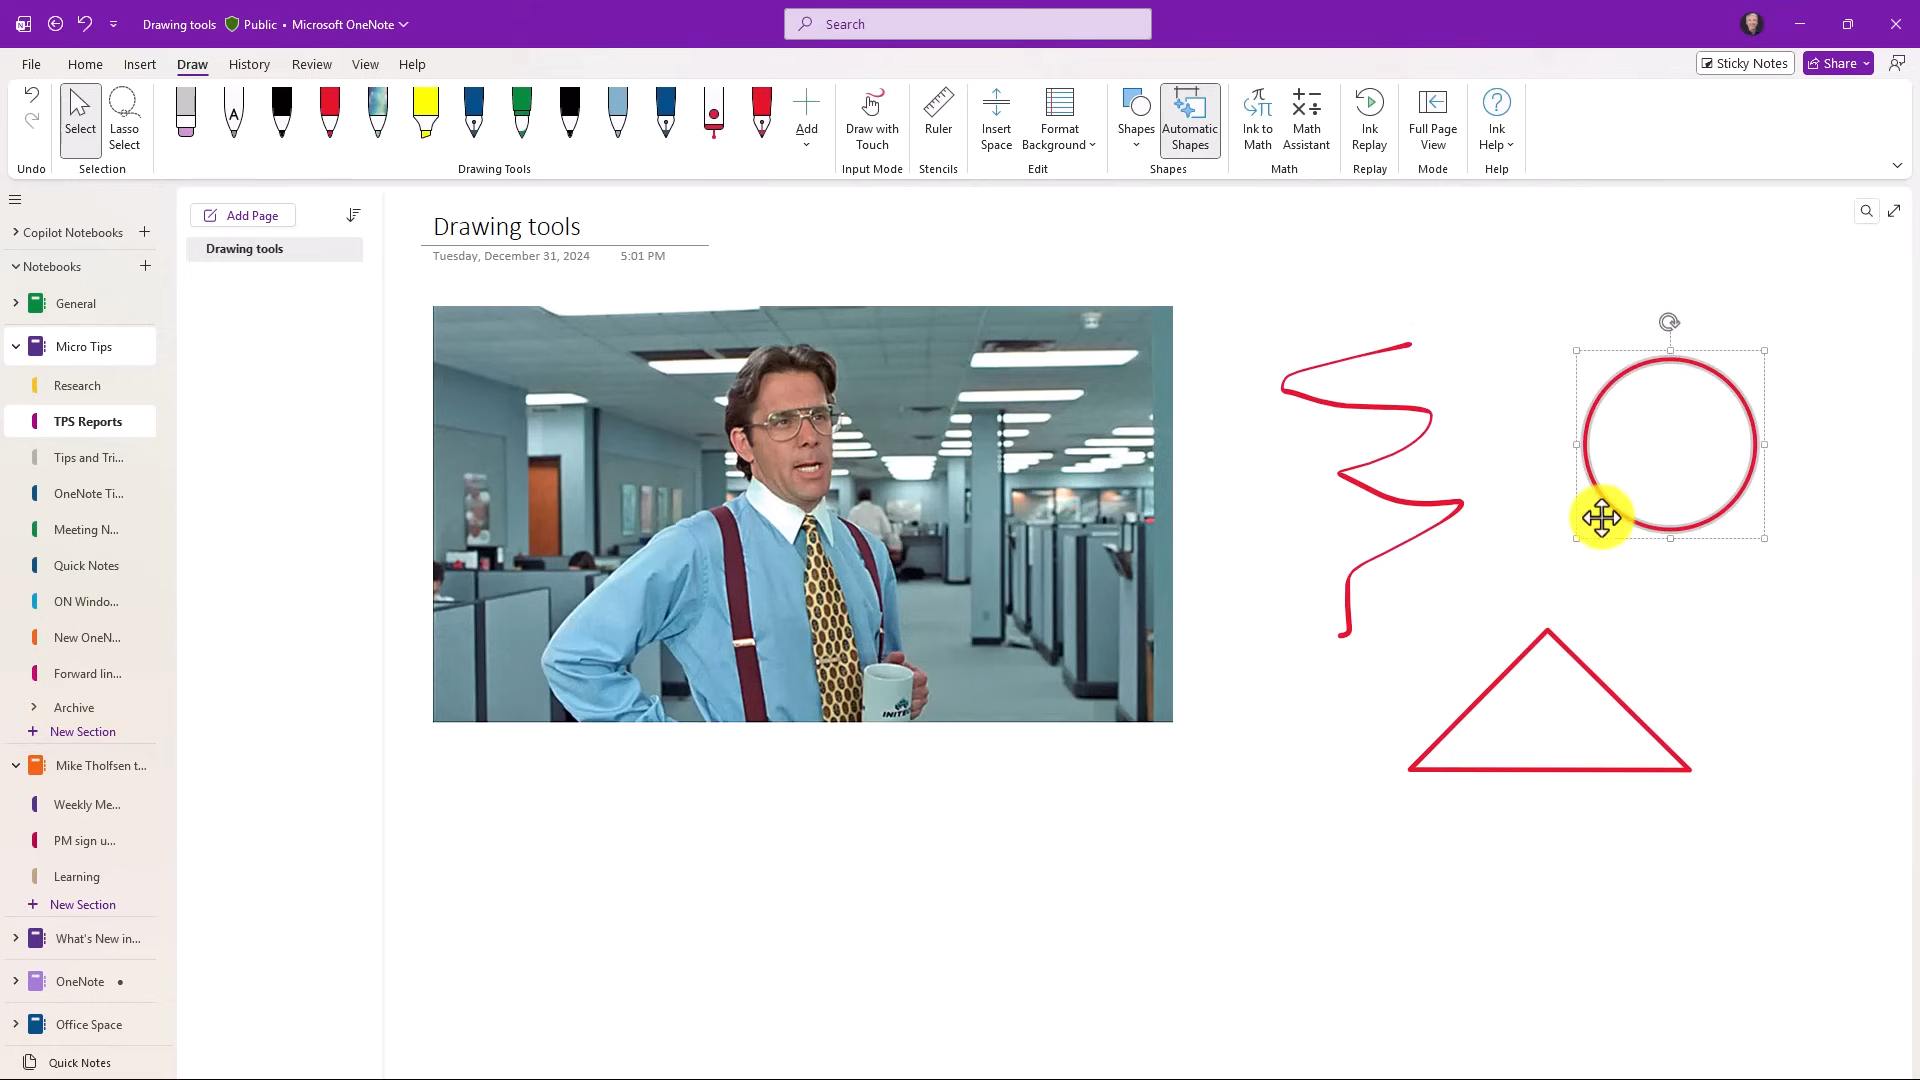 Drawing tools Public • Microsoft OneNote
Search
File Home Insert Draw History Review View Help
Sticky Notes Share
Select
Lasso Select
A
Add
Draw with Touch
Ruler
Insert Space
Format Background
Shapes
Automatic Shapes
Ink to Math
Math Assistant
Ink Replay
Full Page View
Ink Help
Undo Selection Drawing Tools Input Mode Stencils Edit Shapes Math Replay Mode Help
Copilot Notebooks
Notebooks
General
Micro Tips
Research
TPS Reports
Tips and Tri...
OneNote Ti...
Meeting N...
Quick Notes
ON Windo...
New OneN...
Forward lin...
Archive
New Section
Mike Tholfsen t...
Weekly Me...
PM sign u...
Learning
New Section
What's New in...
OneNote
Office Space
Quick Notes
Add Page
Drawing tools
Drawing tools
Tuesday, December 31, 2024 5:01 PM